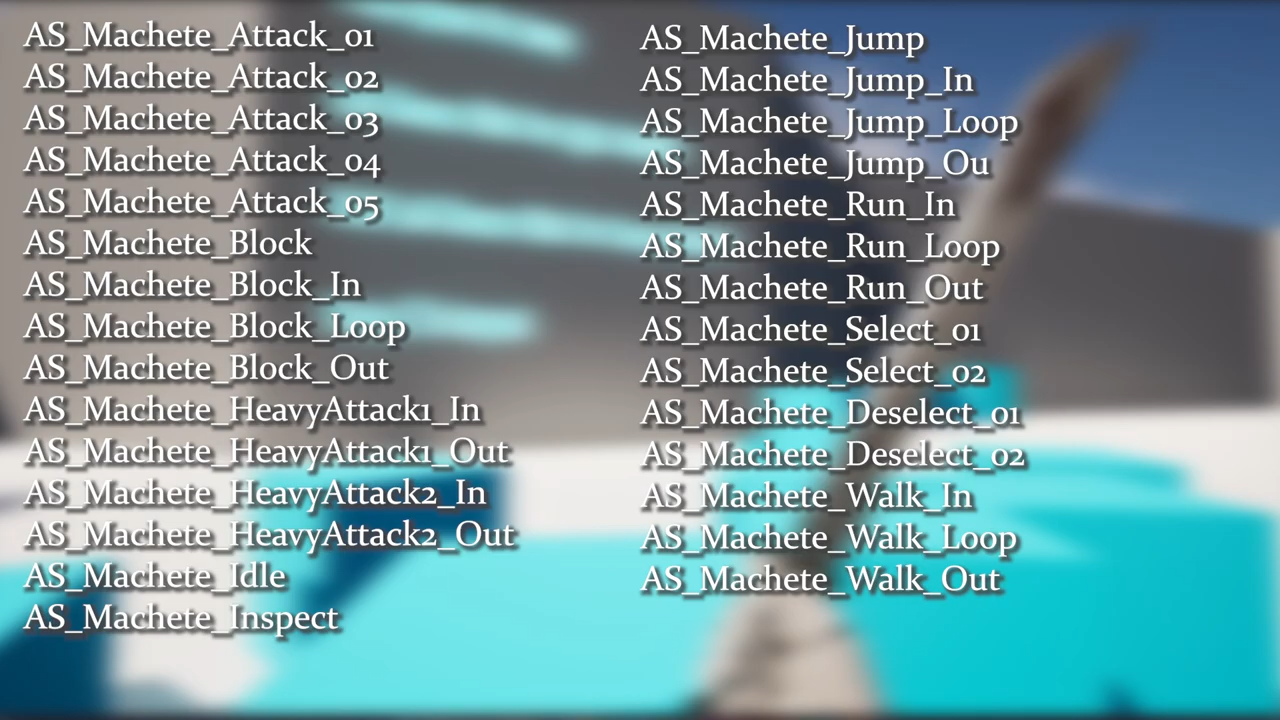 AS_Machete_Attack_01
AS_Machete_Attack_02
AS_Machete_Attack_03
AS_Machete_Attack_04
AS_Machete_Attack_05
AS_Machete_Block
AS_Machete_Block_In
AS_Machete_Block_Loop
AS_Machete_Block_Out
AS_Machete_HeavyAttack1_In
AS_Machete_HeavyAttack1_Out
AS_Machete_HeavyAttack2_In
AS_Machete_HeavyAttack2_Out
AS_Machete_Idle
AS_Machete_Inspect
AS_Machete_Jump
AS_Machete_Jump_In
AS_Machete_Jump_Loop
AS_Machete_Jump_Ou
AS_Machete_Run_In
AS_Machete_Run_Loop
AS_Machete_Run_Out
AS_Machete_Select_01
AS_Machete_Select_02
AS_Machete_Deselect_01
AS_Machete_Deselect_02
AS_Machete_Walk_In
AS_Machete_Walk_Loop
AS_Machete_Walk_Out